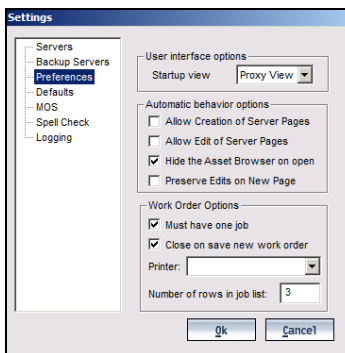 Settings
Servers
Backup Servers
Preferences
Defaults
MOS
Spell Check
Logging
User interface options
Startup view Proxy View
Automatic behavior options
Allow Creation of Server Pages
Allow Edit of Server Pages
Hide the Asset Browser on open
Preserve Edits on New Page
Work Order Options
Must have one job
Close on save new work order
Printer:
Number of rows in job list: 3
Ok Cancel